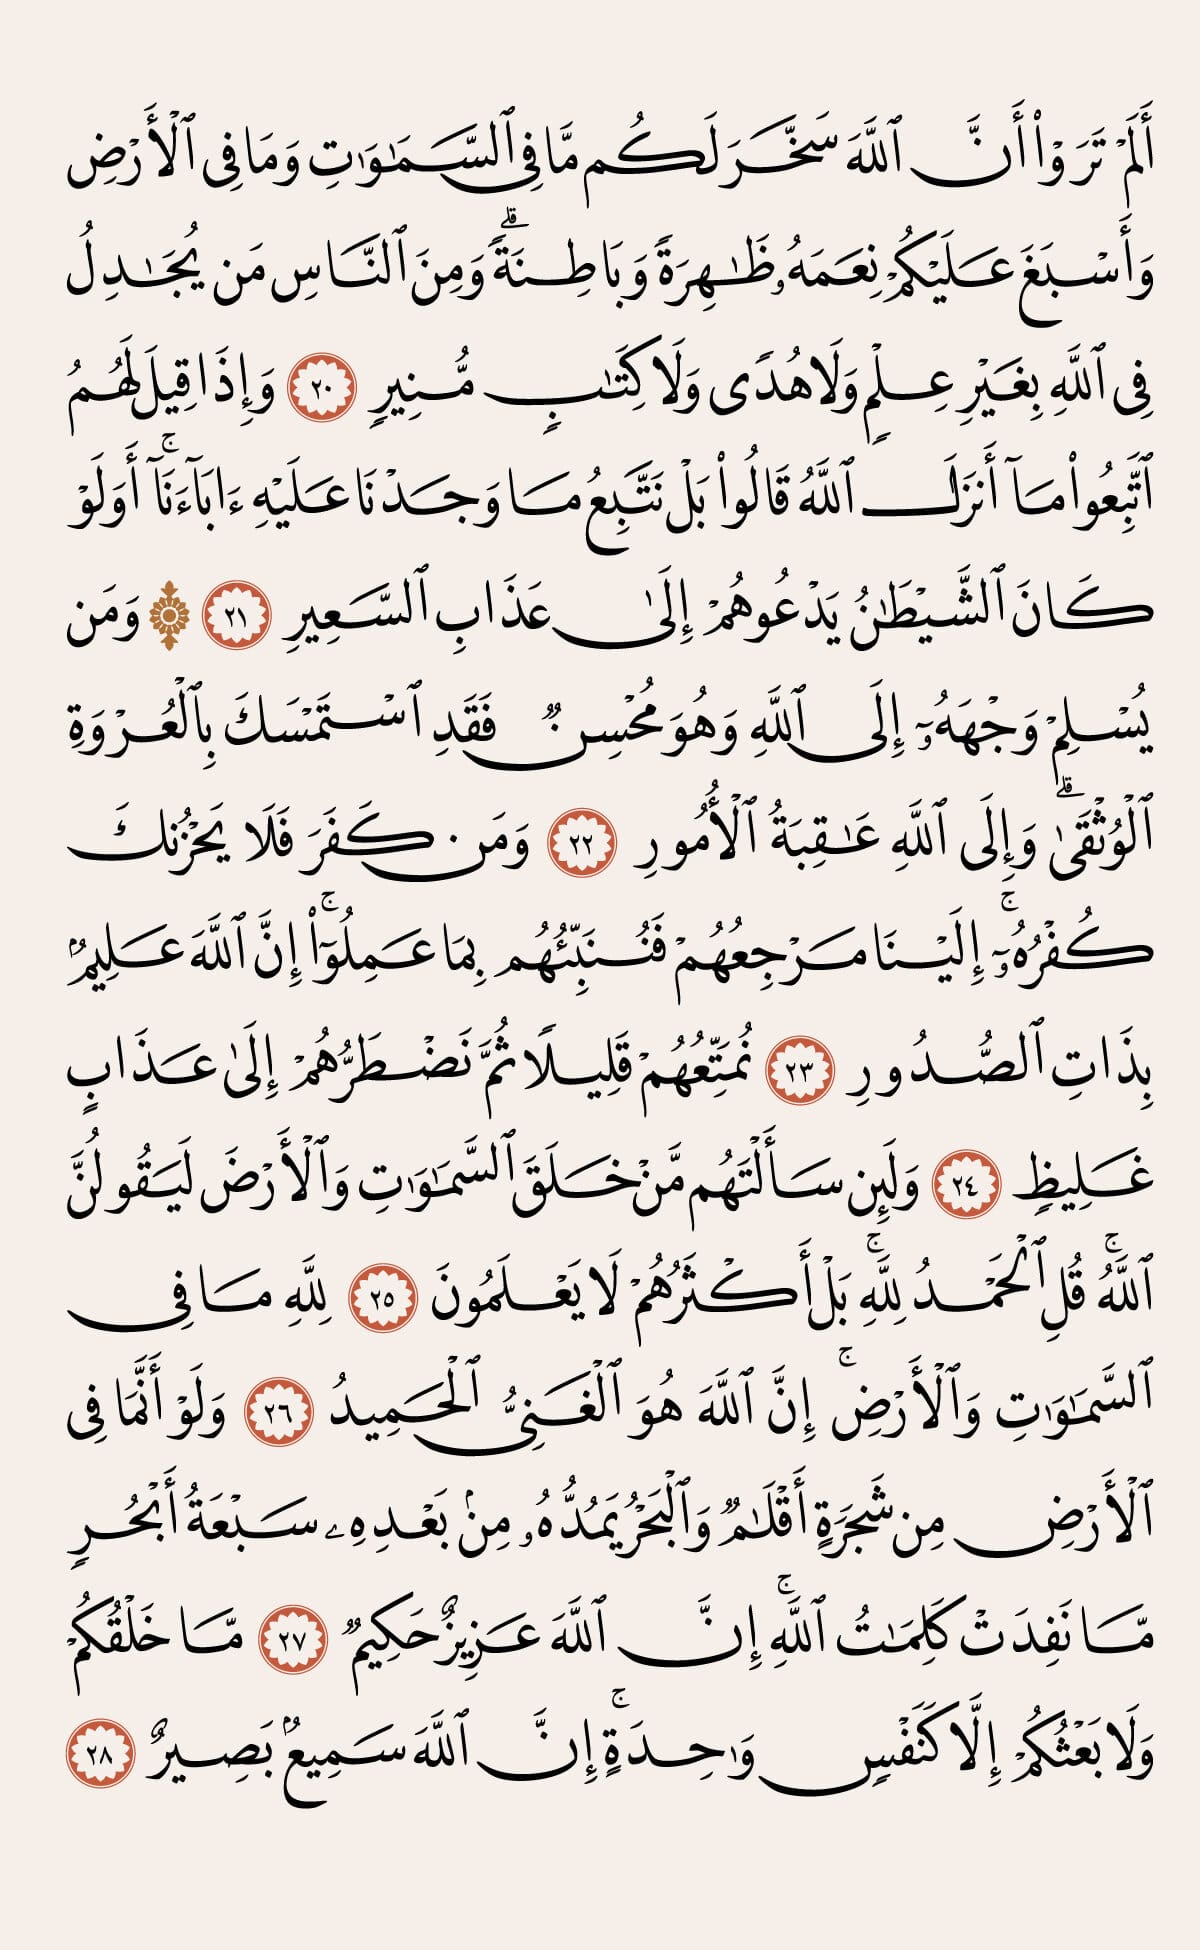 أَلَمْ تَرَوْا۟ أَنَّ ٱللَّهَ سَخَّرَ لَكُم مَّا فِى ٱلسَّمَـٰوَٰتِ وَمَا فِى ٱلْأَرْضِ
وَأَسْبَغَ عَلَيْكُمْ نِعَمَهُۥ ظَـٰهِرَةً وَبَاطِنَةً ۗ وَمِنَ ٱلنَّاسِ مَن يُجَـٰدِلُ
فِى ٱللَّهِ بِغَيْرِ عِلْمٍ وَلَا هُدًى وَلَا كِتَـٰبٍ مُّنِيرٍ ٢٠ وَإِذَا قِيلَ لَهُمُ
ٱتَّبِعُوا۟ مَآ أَنزَلَ ٱللَّهُ قَالُوا۟ بَلْ نَتَّبِعُ مَا وَجَدْنَا عَلَيْهِ ءَابَآءَنَآ ۚ أَوَلَوْ
كَانَ ٱلشَّيْطَـٰنُ يَدْعُوهُمْ إِلَىٰ عَذَابِ ٱلسَّعِيرِ ٢١ ۞ وَمَن
يُسْلِمْ وَجْهَهُۥٓ إِلَى ٱللَّهِ وَهُوَ مُحْسِنٌ فَقَدِ ٱسْتَمْسَكَ بِٱلْعُرْوَةِ
ٱلْوُثْقَىٰ ۗ وَإِلَى ٱللَّهِ عَـٰقِبَةُ ٱلْأُمُورِ ٢٢ وَمَن كَفَرَ فَلَا يَحْزُنكَ
كُفْرُهُۥٓ ۚ إِلَيْنَا مَرْجِعُهُمْ فَنُنَبِّئُهُم بِمَا عَمِلُوٓا۟ ۚ إِنَّ ٱللَّهَ عَلِيمٌۢ
بِذَاتِ ٱلصُّدُورِ ٢٣ نُمَتِّعُهُمْ قَلِيلًا ثُمَّ نَضْطَرُّهُمْ إِلَىٰ عَذَابٍ
غَلِيظٍ ٢٤ وَلَئِن سَأَلْتَهُم مَّنْ خَلَقَ ٱلسَّمَـٰوَٰتِ وَٱلْأَرْضَ لَيَقُولُنَّ
ٱللَّهُ ۚ قُلِ ٱلْحَمْدُ لِلَّهِ ۚ بَلْ أَكْثَرُهُمْ لَا يَعْلَمُونَ ٢٥ لِلَّهِ مَا فِى
ٱلسَّمَـٰوَٰتِ وَٱلْأَرْضِ ۚ إِنَّ ٱللَّهَ هُوَ ٱلْغَنِىُّ ٱلْحَمِيدُ ٢٦ وَلَوْ أَنَّمَا فِى
ٱلْأَرْضِ مِن شَجَرَةٍ أَقْلَـٰمٌ وَٱلْبَحْرُ يَمُدُّهُۥ مِنۢ بَعْدِهِۦ سَبْعَةُ أَبْحُرٍ
مَّا نَفِدَتْ كَلِمَـٰتُ ٱللَّهِ ۚ إِنَّ ٱللَّهَ عَزِيزٌ حَكِيمٌ ٢٧ مَّا خَلْقُكُمْ
وَلَا بَعْثُكُمْ إِلَّا كَنَفْسٍ وَٰحِدَةٍ ۚ إِنَّ ٱللَّهَ سَمِيعٌۢ بَصِيرٌ ٢٨